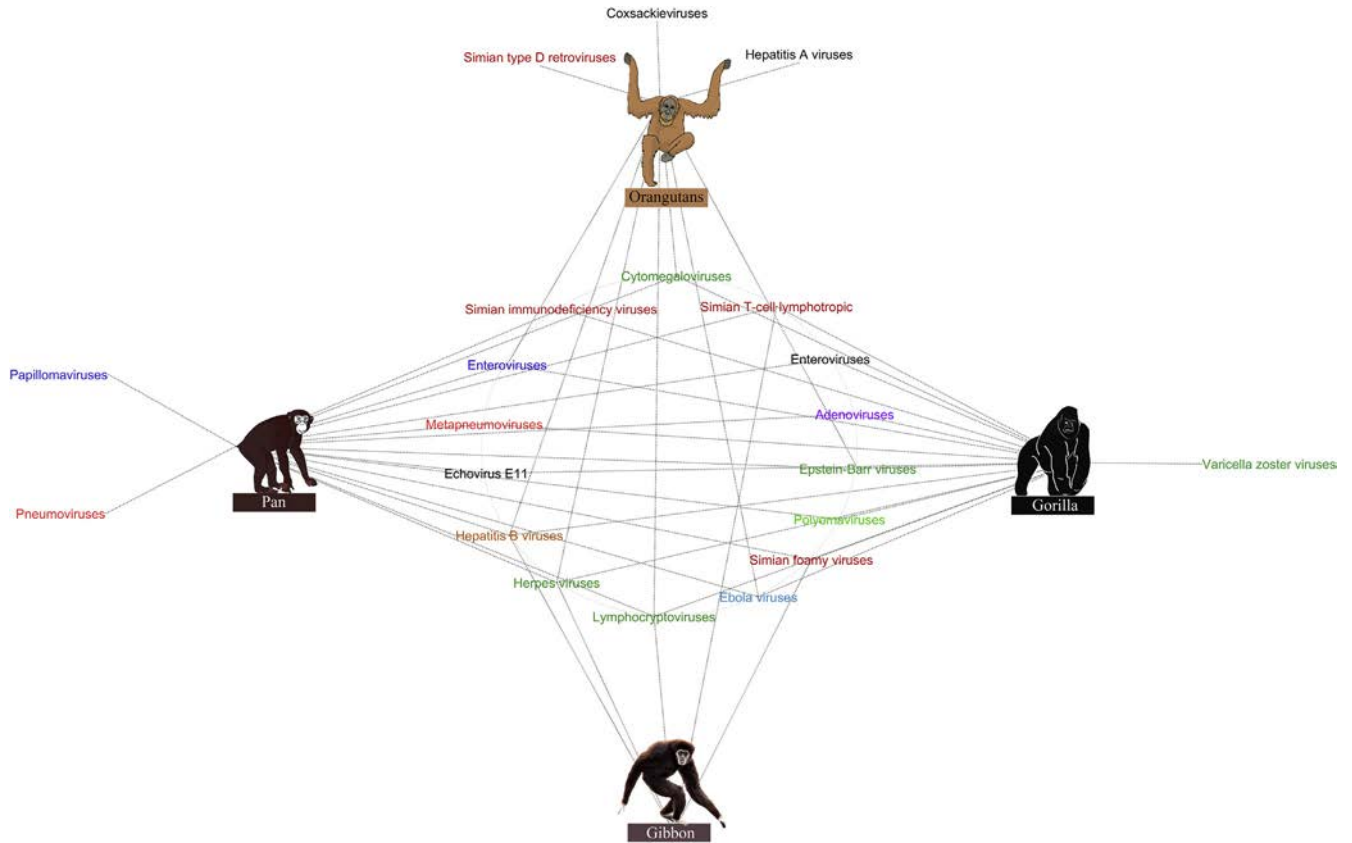 Coxsackieviruses
Simian type D retroviruses
Hepatitis A viruses
Orangutans
Cytomegaloviruses
Simian immunodeficiency viruses
Simian T-cell lymphotropic
Enteroviruses
Enteroviruses
Papillomaviruses
Adenoviruses
Metapneumoviruses
Epstein-Barr viruses
Varicella zoster viruses
Echovirus E11
Pan
Gorilla
Pneumoviruses
Polyomaviruses
Hepatitis B viruses
Simian foamy viruses
Herpes viruses
Ebola viruses
Lymphocryptoviruses
Gibbon